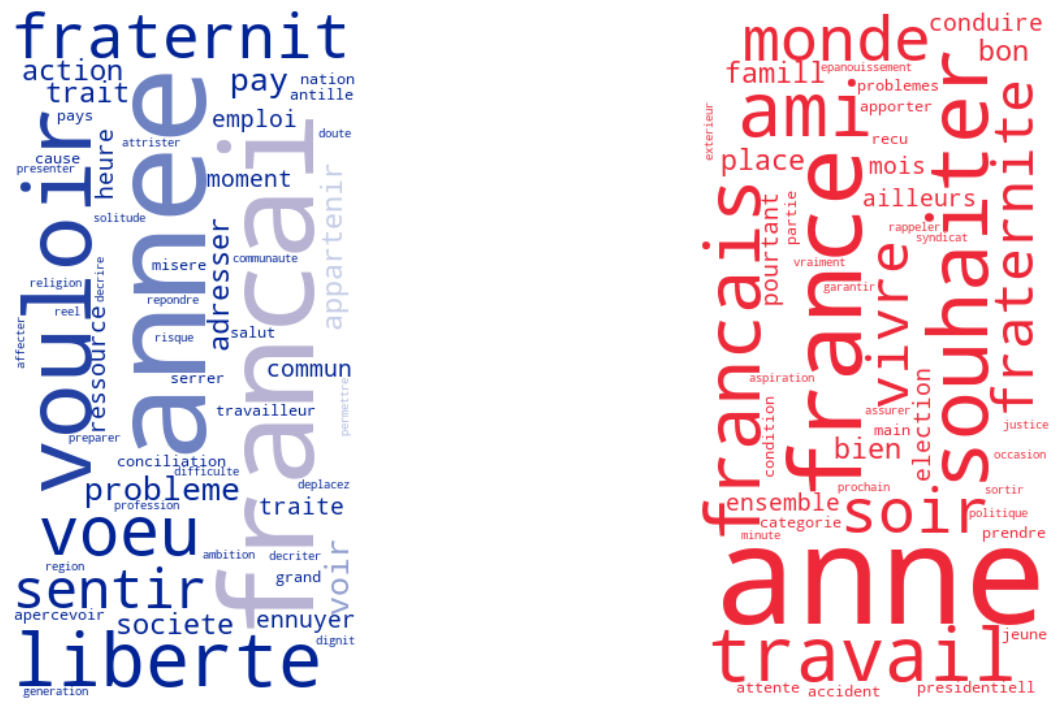 fraternit
action
trait
pays
cause
presenter
vouloir
heure
attrister
annee
pay
nation
antille
emploi
doute
moment
francai
appartenir
solitude
adresser
misere
communaute
religion
decrire
repondre
reel
affecter
ressource
risque
salut
commun
serrer
permettre
travailleur
preparer
conciliation
difficulte
probleme
profession
deplacez
traite
voeu
ambition
decriter
region
grand
voir
sentir
apercevoir
societe
ennuyer
dignit
liberte
generation
monde
conduire
bon
famill
epanouissement
problemes
apporter
ami
exterieur
recu
souhaiter
fraternite
place
mois
france
ailleurs
francais
pourtant
partie
rappeler
syndicat
vivre
vraiment
garantir
aspiration
condition
election
assurer
main
justice
bien
occasion
prochain
sortir
ensemble
categorie
soir
politique
minute
prendre
anne
travail
jeune
attente
accident
presidentiell